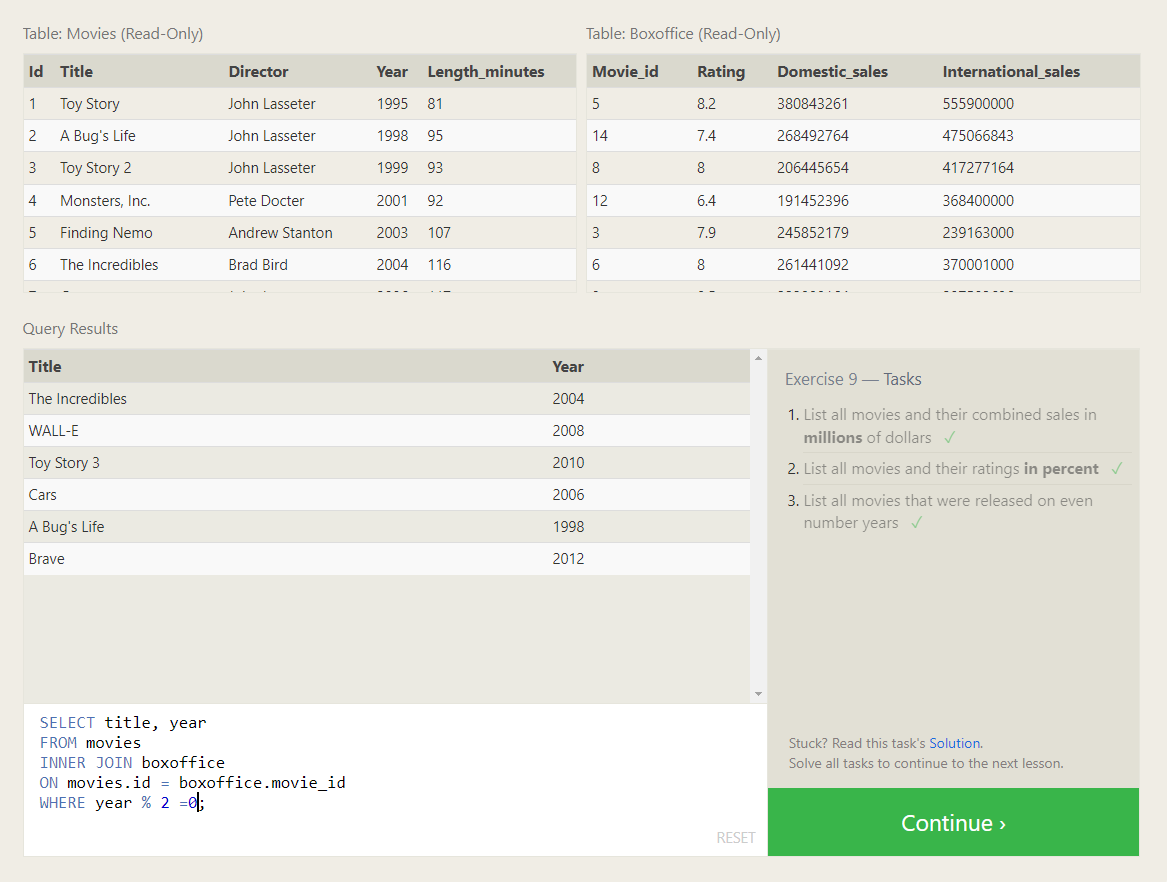 Table: Movies (Read-Only)
Id Title Director Year Length_minutes
1 Toy Story John Lasseter 1995 81
2 A Bug's Life John Lasseter 1998 95
3 Toy Story 2 John Lasseter 1999 93
4 Monsters, Inc. Pete Docter 2001 92
5 Finding Nemo Andrew Stanton 2003 107
6 The Incredibles Brad Bird 2004 116
Table: Boxoffice (Read-Only)
Movie_id Rating Domestic_sales International_sales
5 8.2 380843261 555900000
14 7.4 268492764 475066843
8 8 206445654 417277164
12 6.4 191452396 368400000
3 7.9 245852179 239163000
6 8 261441092 370001000
Query Results
Title Year
The Incredibles 2004
WALL-E 2008
Toy Story 3 2010
Cars 2006
A Bug's Life 1998
Brave 2012
SELECT title, year
FROM movies
INNER JOIN boxoffice
ON movies.id = boxoffice.movie_id
WHERE year % 2 =0;
RESET
Exercise 9 — Tasks
1. List all movies and their combined sales in
millions of dollars ✓
2. List all movies and their ratings in percent ✓
3. List all movies that were released on even
number years ✓
Stuck? Read this task's Solution.
Solve all tasks to continue to the next lesson.
Continue ›